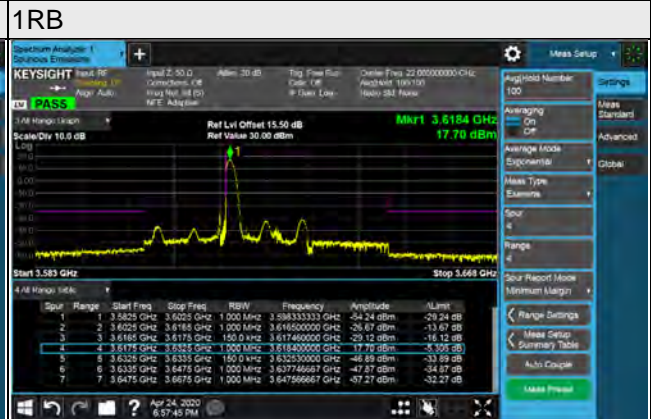 1RB
Spectrum Analyzer 1
Spurious Emissions
Meas Setup
KEYSIGHT Input: RF
Align: Auto
Input Z: 50 Ω
Corrections: Off
Freq Ref: Int (S)
NFE: Adaptive
Atten: 30 dB
Trig: Free Run
Gate: Off
IF Gain: Low
Center Freq: 22.000000000 GHz
Avg|Hold: 100/100
Radio Std: None
PASS
3 All Range Graph
Scale/Div 10.0 dB
Ref Lvl Offset 15.50 dB
Ref Value 30.00 dBm
Mkr1 3.6184 GHz
17.70 dBm
Log
1
Start 3.583 GHz
Stop 3.668 GHz
4 All Range Table
Spur Range Start Freq Stop Freq RBW Frequency Amplitude ΔLimit
1 1 3.5825 GHz 3.6025 GHz 1.000 MHz 3.598333333 GHz -54.24 dBm -29.24 dB
2 2 3.6025 GHz 3.6165 GHz 1.000 MHz 3.616500000 GHz -26.67 dBm -13.67 dB
3 3 3.6165 GHz 3.6175 GHz 150.0 kHz 3.617460000 GHz -29.12 dBm -16.12 dB
4 4 3.6175 GHz 3.6325 GHz 1.000 MHz 3.618400000 GHz 17.70 dBm -5.305 dB
5 5 3.6325 GHz 3.6335 GHz 150.0 kHz 3.632530000 GHz -46.89 dBm -33.89 dB
6 6 3.6335 GHz 3.6475 GHz 1.000 MHz 3.637746667 GHz -47.87 dBm -34.87 dB
7 7 3.6475 GHz 3.6675 GHz 1.000 MHz 3.647566667 GHz -57.27 dBm -32.27 dB
Avg|Hold Number
100
Averaging
On
Off
Average Mode
Exponential
Meas Type
Examine
Spur
4
Range
4
Spur Report Mode
Minimum Margin
Range Settings
Meas Setup
Summary Table
Auto Couple
Meas Preset
Settings
Meas
Standard
Advanced
Global
Apr 24, 2020
6:57:45 PM